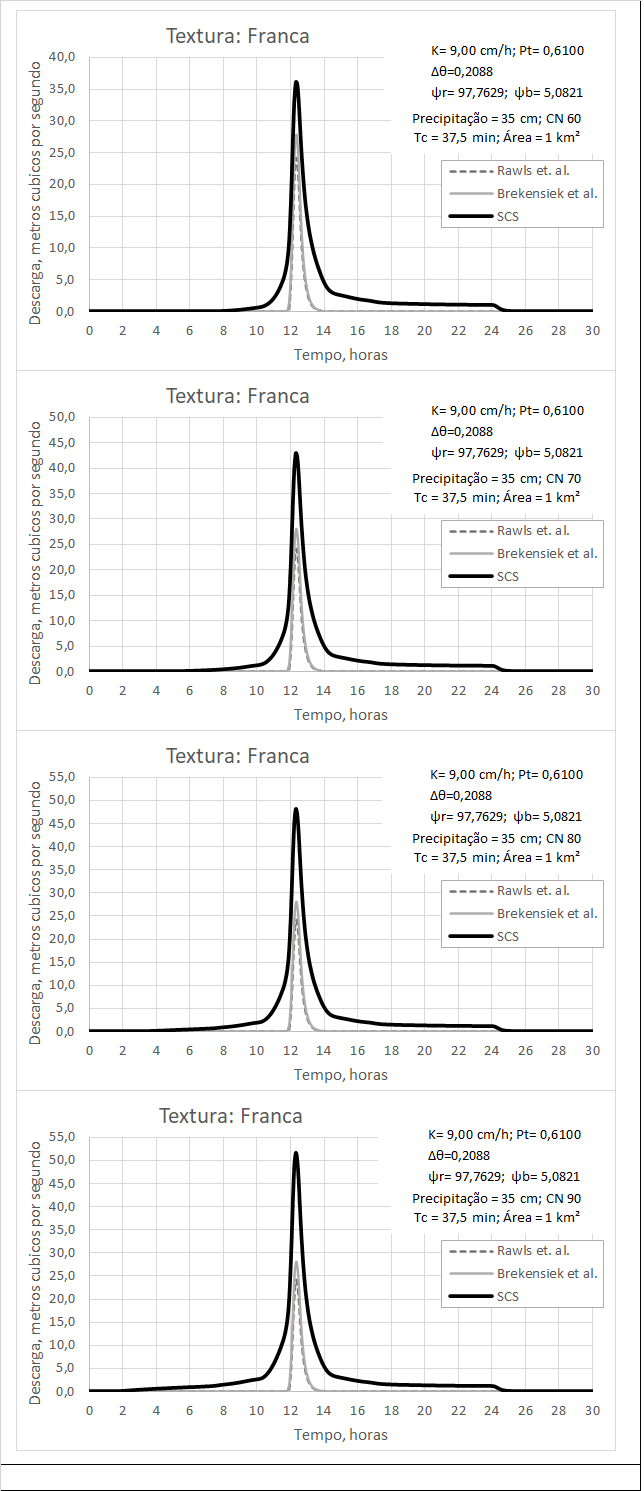 Textura: Franca
K= 9,00 cm/h; Pt= 0,6100
Δθ=0,2088
ψr= 97,7629; ψb= 5,0821
Precipitação = 35 cm; CN 60
Tc = 37,5 min; Área = 1 km²
Rawls et. al.
Brekensiek et al.
SCS
Descarga, metros cubicos por segundo
40,0
35,0
30,0
25,0
20,0
15,0
10,0
5,0
0,0
0 2 4 6 8 10 12 14 16 18 20 22 24 26 28 30
Tempo, horas
Textura: Franca
K= 9,00 cm/h; Pt= 0,6100
Δθ=0,2088
ψr= 97,7629; ψb= 5,0821
Precipitação = 35 cm; CN 70
Tc = 37,5 min; Área = 1 km²
Rawls et. al.
Brekensiek et al.
SCS
Descarga, metros cubicos por segundo
50,0
45,0
40,0
35,0
30,0
25,0
20,0
15,0
10,0
5,0
0,0
0 2 4 6 8 10 12 14 16 18 20 22 24 26 28 30
Tempo, horas
Textura: Franca
K= 9,00 cm/h; Pt= 0,6100
Δθ=0,2088
ψr= 97,7629; ψb= 5,0821
Precipitação = 35 cm; CN 80
Tc = 37,5 min; Área = 1 km²
Rawls et. al.
Brekensiek et al.
SCS
Descarga, metros cubicos por segundo
55,0
50,0
45,0
40,0
35,0
30,0
25,0
20,0
15,0
10,0
5,0
0,0
0 2 4 6 8 10 12 14 16 18 20 22 24 26 28 30
Tempo, horas
Textura: Franca
K= 9,00 cm/h; Pt= 0,6100
Δθ=0,2088
ψr= 97,7629; ψb= 5,0821
Precipitação = 35 cm; CN 90
Tc = 37,5 min; Área = 1 km²
Rawls et. al.
Brekensiek et al.
SCS
Descarga, metros cubicos por segundo
55,0
50,0
45,0
40,0
35,0
30,0
25,0
20,0
15,0
10,0
5,0
0,0
0 2 4 6 8 10 12 14 16 18 20 22 24 26 28 30
Tempo, horas